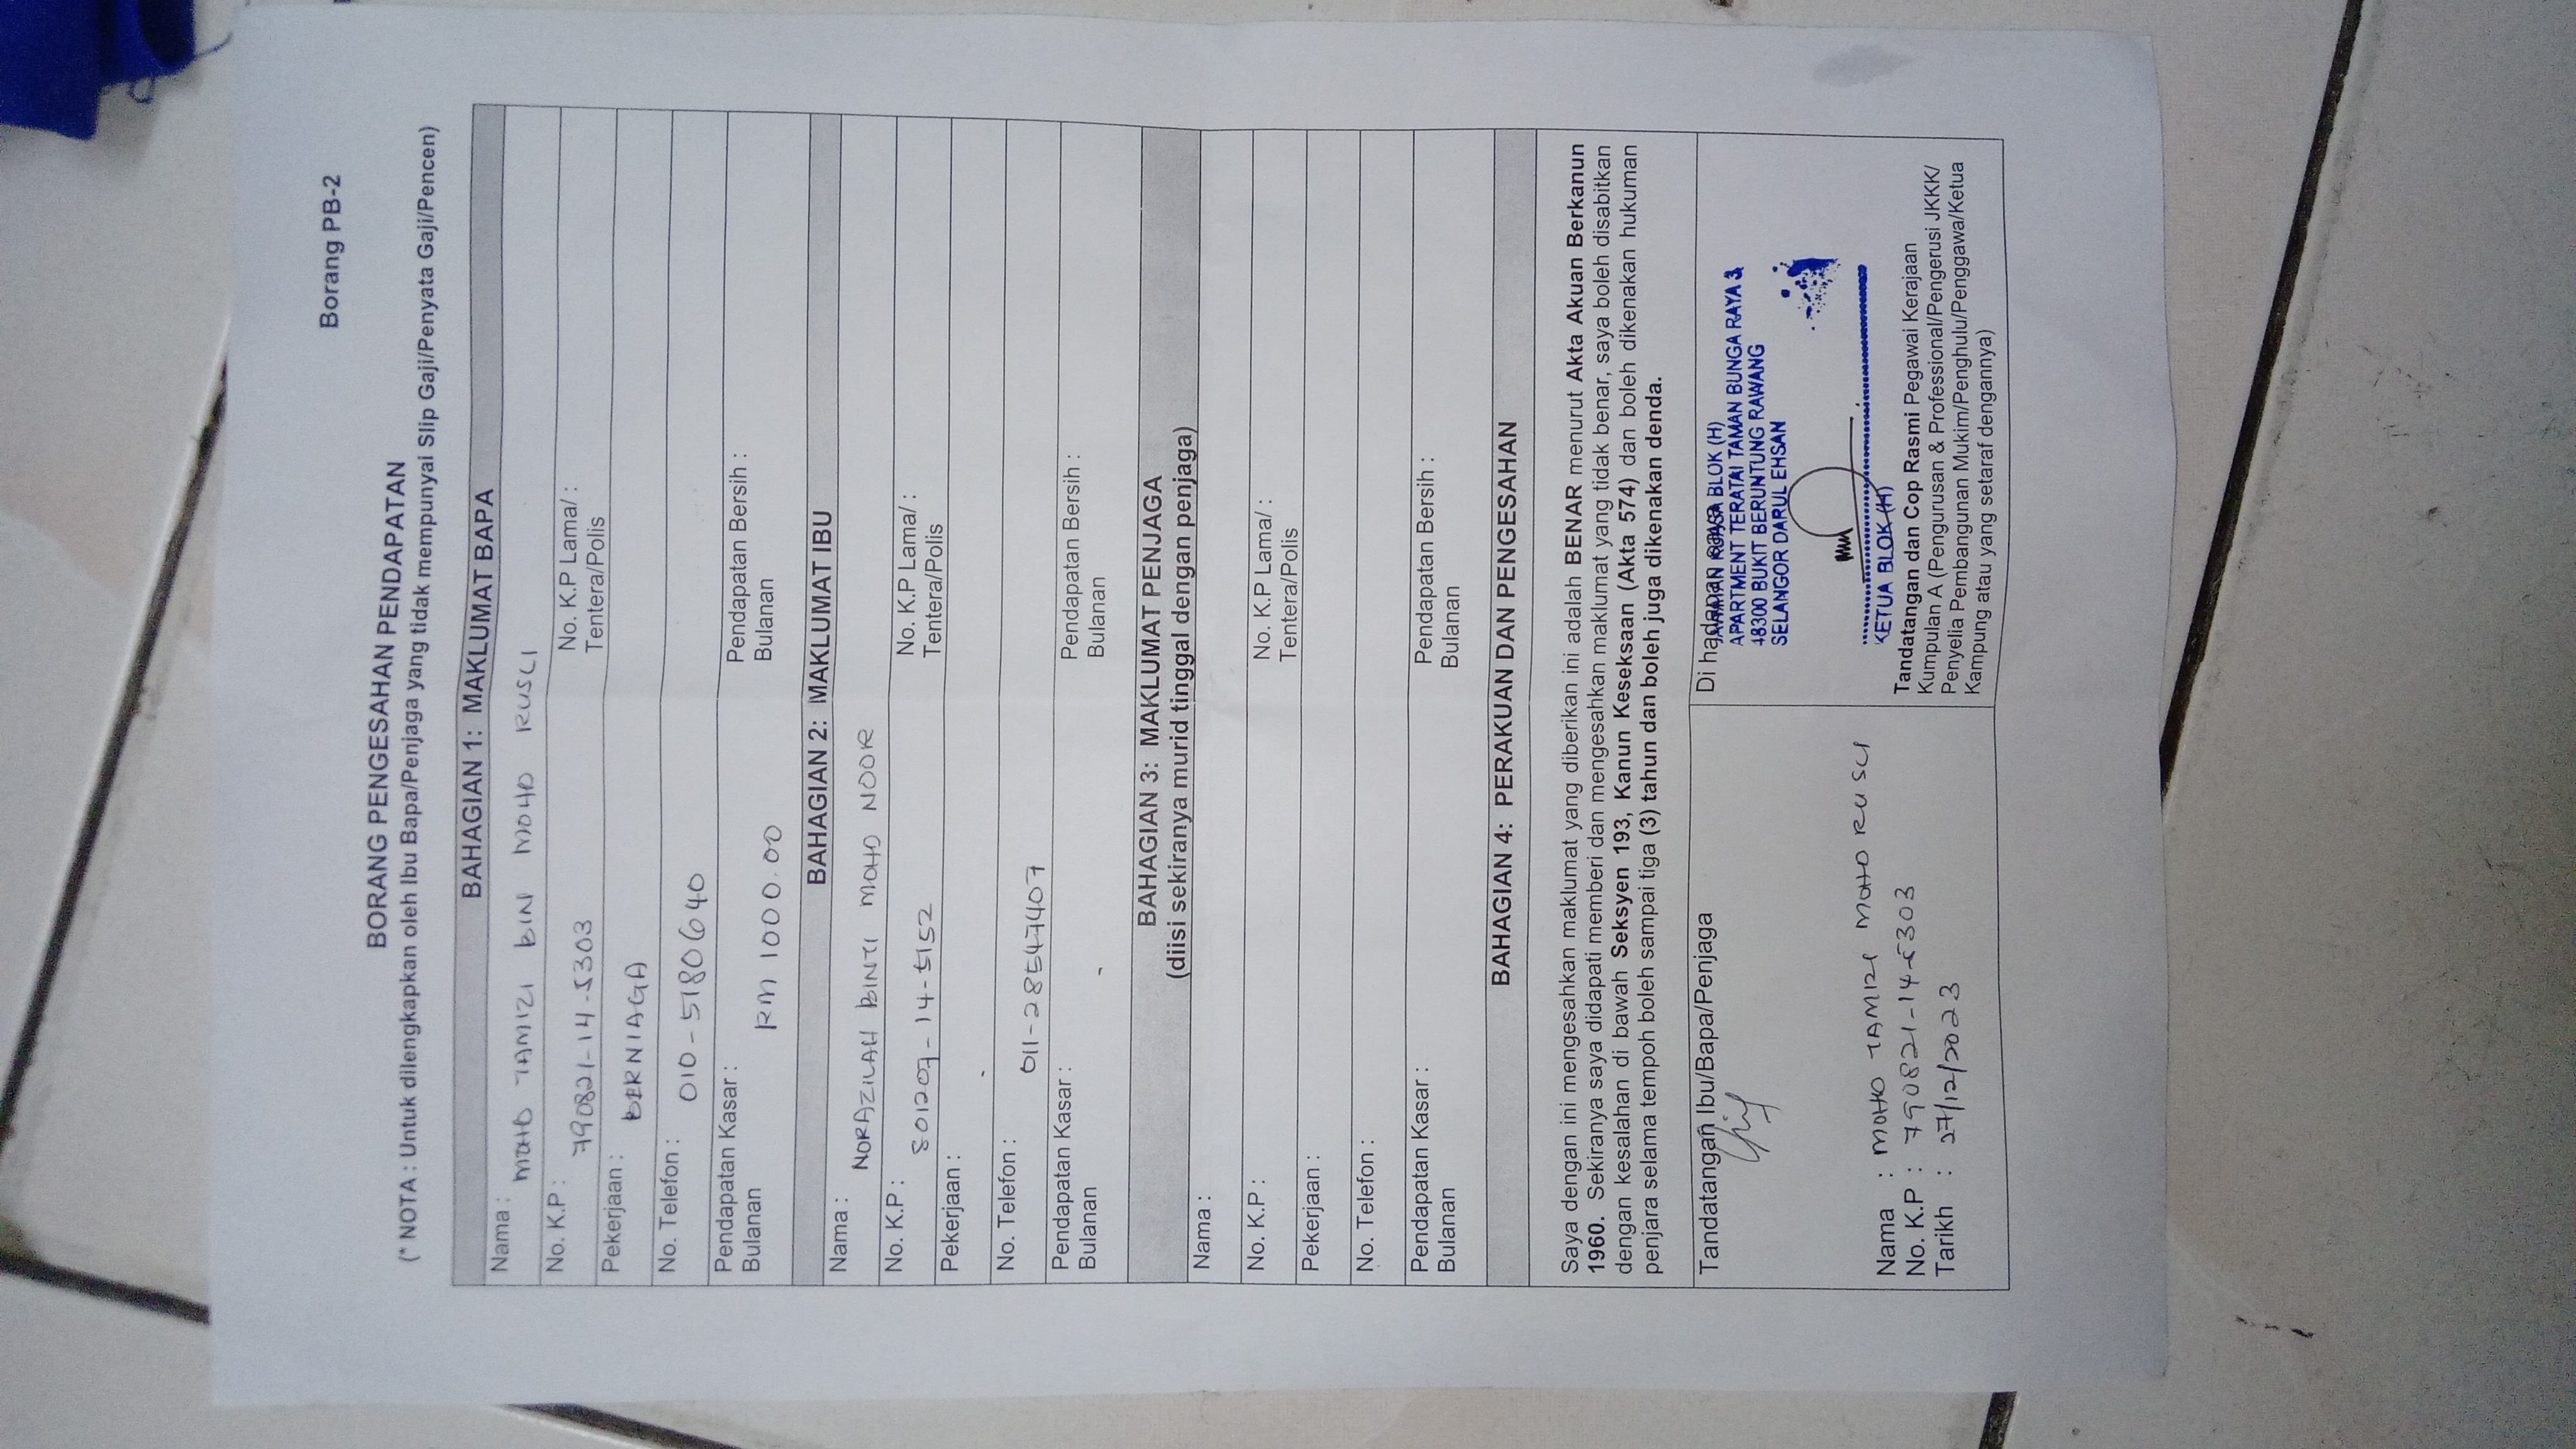 Borang PB-2
BORANG PENGESAHAN PENDAPATAN
(* NOTA : Untuk dilengkapkan oleh Ibu Bapa/Penjaga yang tidak mempunyai Slip Gaji/Penyata Gaji/Pencen)
BAHAGIAN 1: MAKLUMAT BAPA
Nama : MOHD TAMIZI BIN MOHD RUSLI
No. K.P : 790821-14-5303 No. K.P Lama/ :
Tentera/Polis
Pekerjaan : BERNIAGA
No. Telefon : 010-5180640
Pendapatan Kasar : Pendapatan Bersih :
Bulanan RM 1000.00 Bulanan
BAHAGIAN 2: MAKLUMAT IBU
Nama : NORAZILAH BINTI MOHD NOOR
No. K.P : 801207-14-5152 No. K.P Lama/ :
Tentera/Polis
Pekerjaan : -
No. Telefon : 011-28547407
Pendapatan Kasar : Pendapatan Bersih :
Bulanan - Bulanan
BAHAGIAN 3: MAKLUMAT PENJAGA
(diisi sekiranya murid tinggal dengan penjaga)
Nama :
No. K.P : No. K.P Lama/ :
Tentera/Polis
Pekerjaan :
No. Telefon :
Pendapatan Kasar : Pendapatan Bersih :
Bulanan Bulanan
BAHAGIAN 4: PERAKUAN DAN PENGESAHAN
Saya dengan ini mengesahkan maklumat yang diberikan ini adalah BENAR menurut Akta Akuan Berkanun
1960. Sekiranya saya didapati memberi dan mengesahkan maklumat yang tidak benar, saya boleh disabitkan
dengan kesalahan di bawah Seksyen 193, Kanun Keseksaan (Akta 574) dan boleh dikenakan hukuman
penjara selama tempoh boleh sampai tiga (3) tahun dan boleh juga dikenakan denda.
Tandatangan Ibu/Bapa/Penjaga
Nama : MOHD TAMIZI MOHD RUSLI
No. K.P : 790821-14-5303
Tarikh : 27/12/2023
Di hadapan saya
KUASA BLOK (H)
APARTMENT TERATAI TAMAN BUNGA RAYA 3
48300 BUKIT BERUNTUNG RAWANG
SELANGOR DARUL EHSAN
KETUA BLOK (H)
Tandatangan dan Cop Rasmi Pegawai Kerajaan
Kumpulan A (Pengurusan & Professional/Pengerusi JKKK/
Penyelia Pembangunan Mukim/Penghulu/Penggawa/Ketua
Kampung atau yang setaraf dengannya)